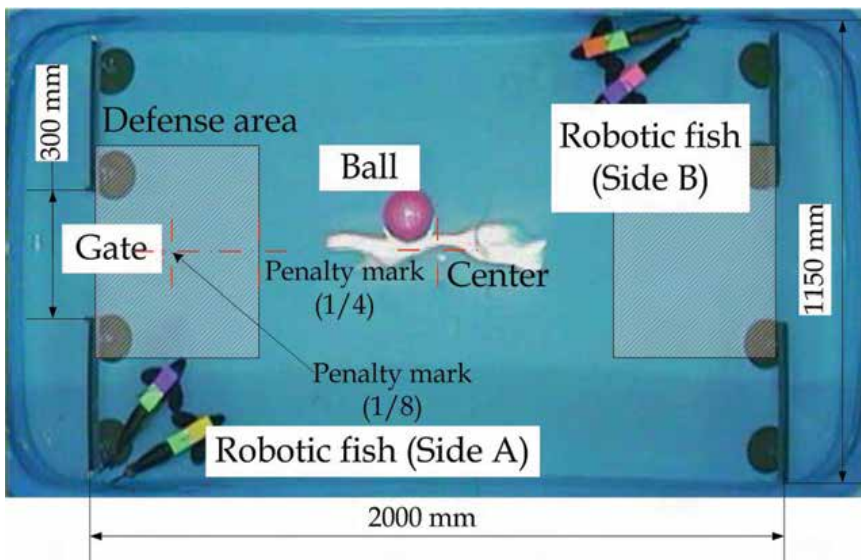 300 mm
Defense area
Ball
Robotic fish
(Side B)
Gate
Penalty mark
(1/4)
Center
1150 mm
Penalty mark
(1/8)
Robotic fish (Side A)
2000 mm